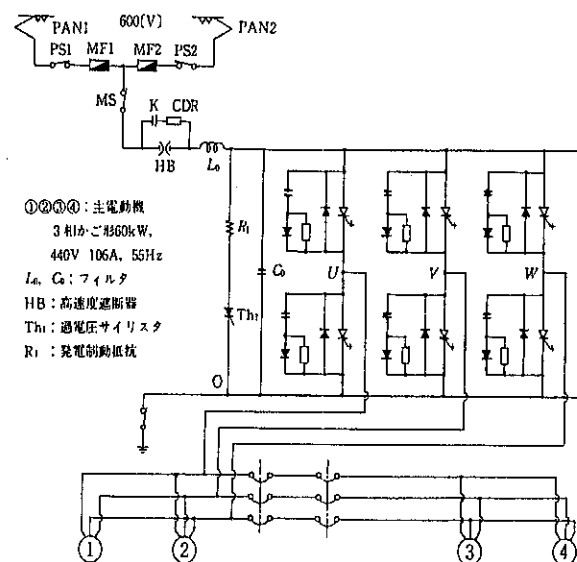 600(V)
PAN1
PAN2
PS1
MF1
MF2
PS2
MS
K
CDR
HB
L₀
①②③④:主電動機
3相かご形60kW,
440V 106A, 55Hz
L₀, C₀:フィルタ
HB:高速度遮断器
Th₁:過電圧サイリスタ
R₁:発電制動抵抗
R₁
C₀
Th₁
U
V
W
O
①
②
③
④